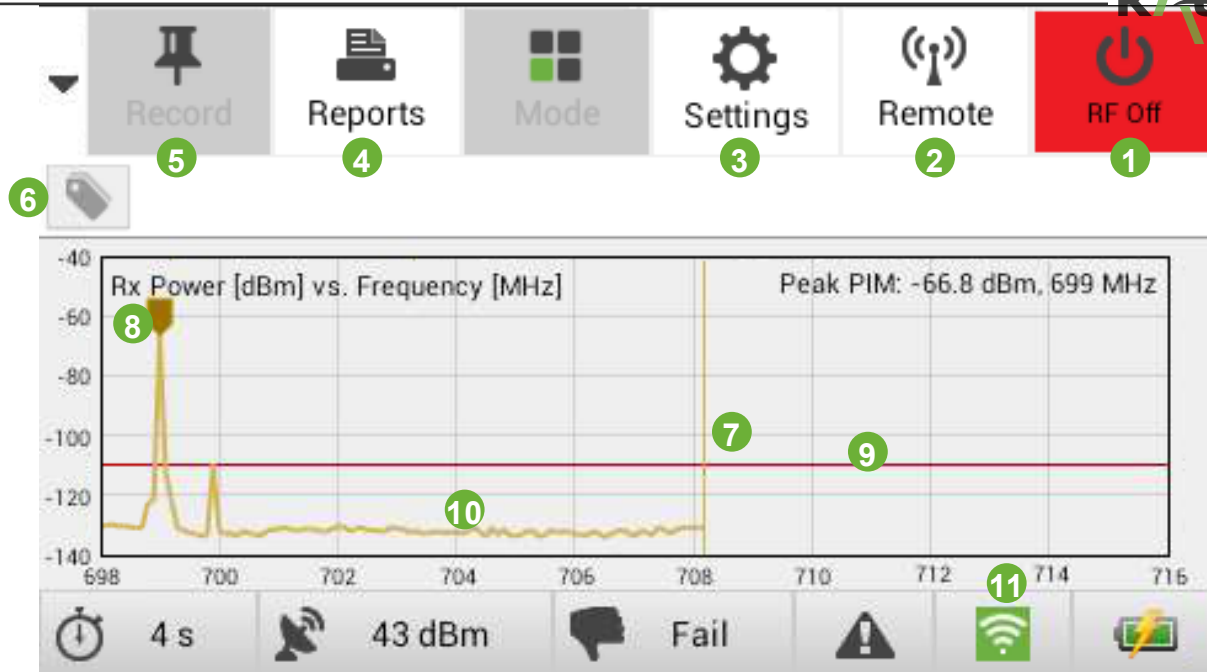 Record Reports Mode Settings Remote RF Off
5 4 3 2 1
6
Rx Power [dBm] vs. Frequency [MHz] Peak PIM: -66.8 dBm, 699 MHz
-40
-60
-80
-100
-120
-140
8
7
9
10
698 700 702 704 706 708 710 712 714 716
11
4 s 43 dBm Fail